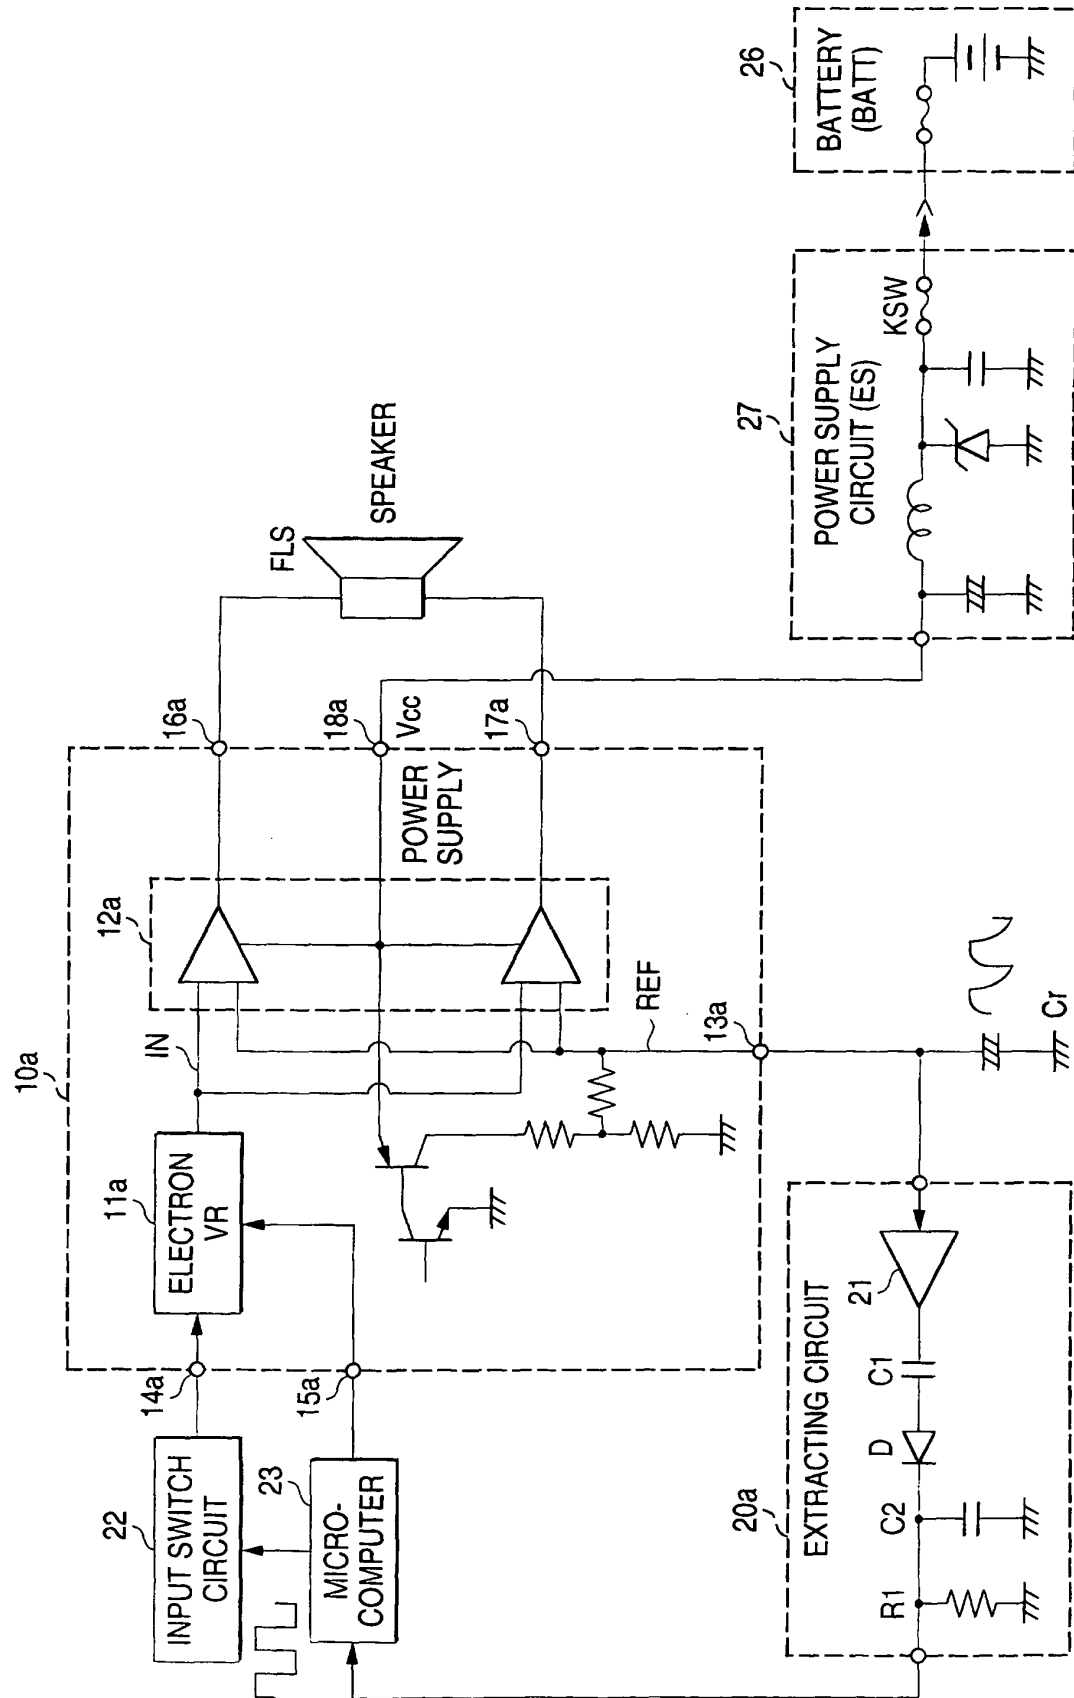 10a
14a
11a
ELECTRON
VR
IN
12a
16a
FLS
SPEAKER
22
INPUT SWITCH
CIRCUIT
15a
18a
Vcc
POWER
SUPPLY
17a
23
MICRO-
COMPUTER
REF
13a
Cr
20a
EXTRACTING CIRCUIT
R1
C2
D
C1
21
27
POWER SUPPLY
CIRCUIT (ES)
KSW
26
BATTERY
(BATT)